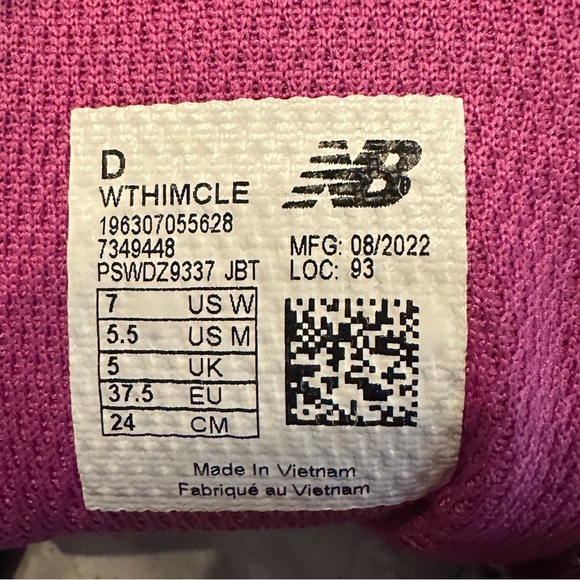 D
WTHIMCLE
196307055628
7349448
PSWDZ9337 JBT
NB
MFG: 08/2022
LOC: 93
7 US W
5.5 US M
5 UK
37.5 EU
24 CM
Made In Vietnam
Fabriqué au Vietnam